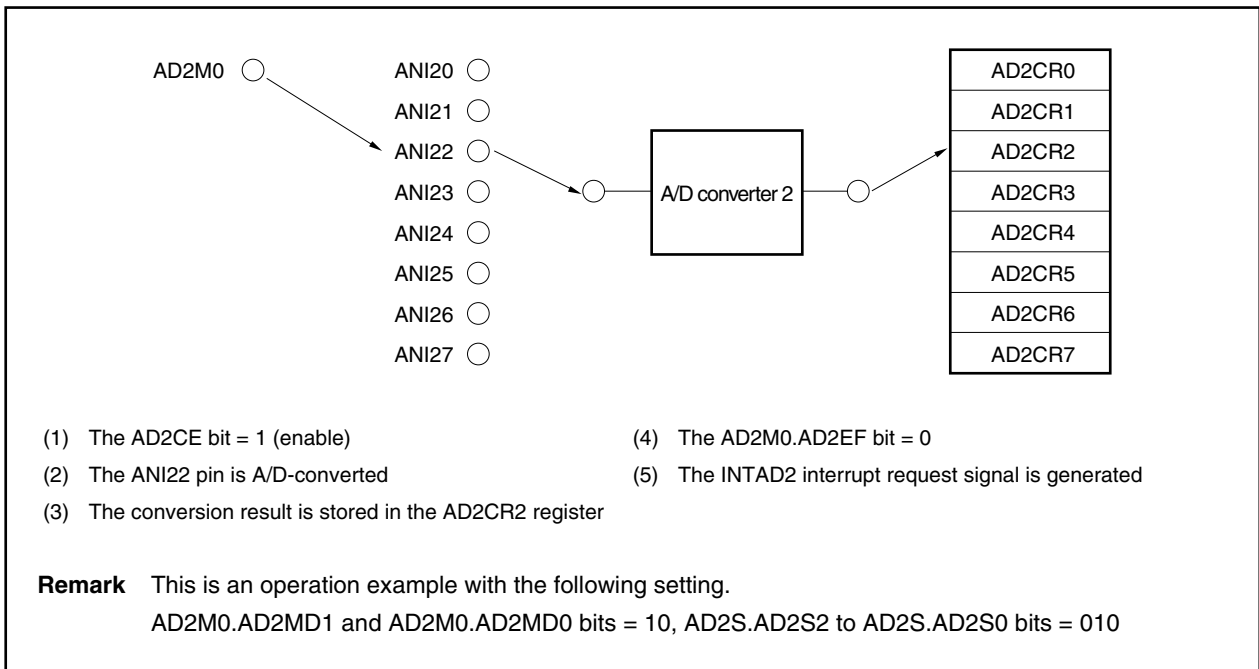 AD2M0
ANI20
ANI21
ANI22
ANI23
ANI24
ANI25
ANI26
ANI27
A/D converter 2
AD2CR0
AD2CR1
AD2CR2
AD2CR3
AD2CR4
AD2CR5
AD2CR6
AD2CR7
(1) The AD2CE bit = 1 (enable)
(2) The ANI22 pin is A/D-converted
(3) The conversion result is stored in the AD2CR2 register
(4) The AD2M0.AD2EF bit = 0
(5) The INTAD2 interrupt request signal is generated
Remark This is an operation example with the following setting.
AD2M0.AD2MD1 and AD2M0.AD2MD0 bits = 10, AD2S.AD2S2 to AD2S.AD2S0 bits = 010